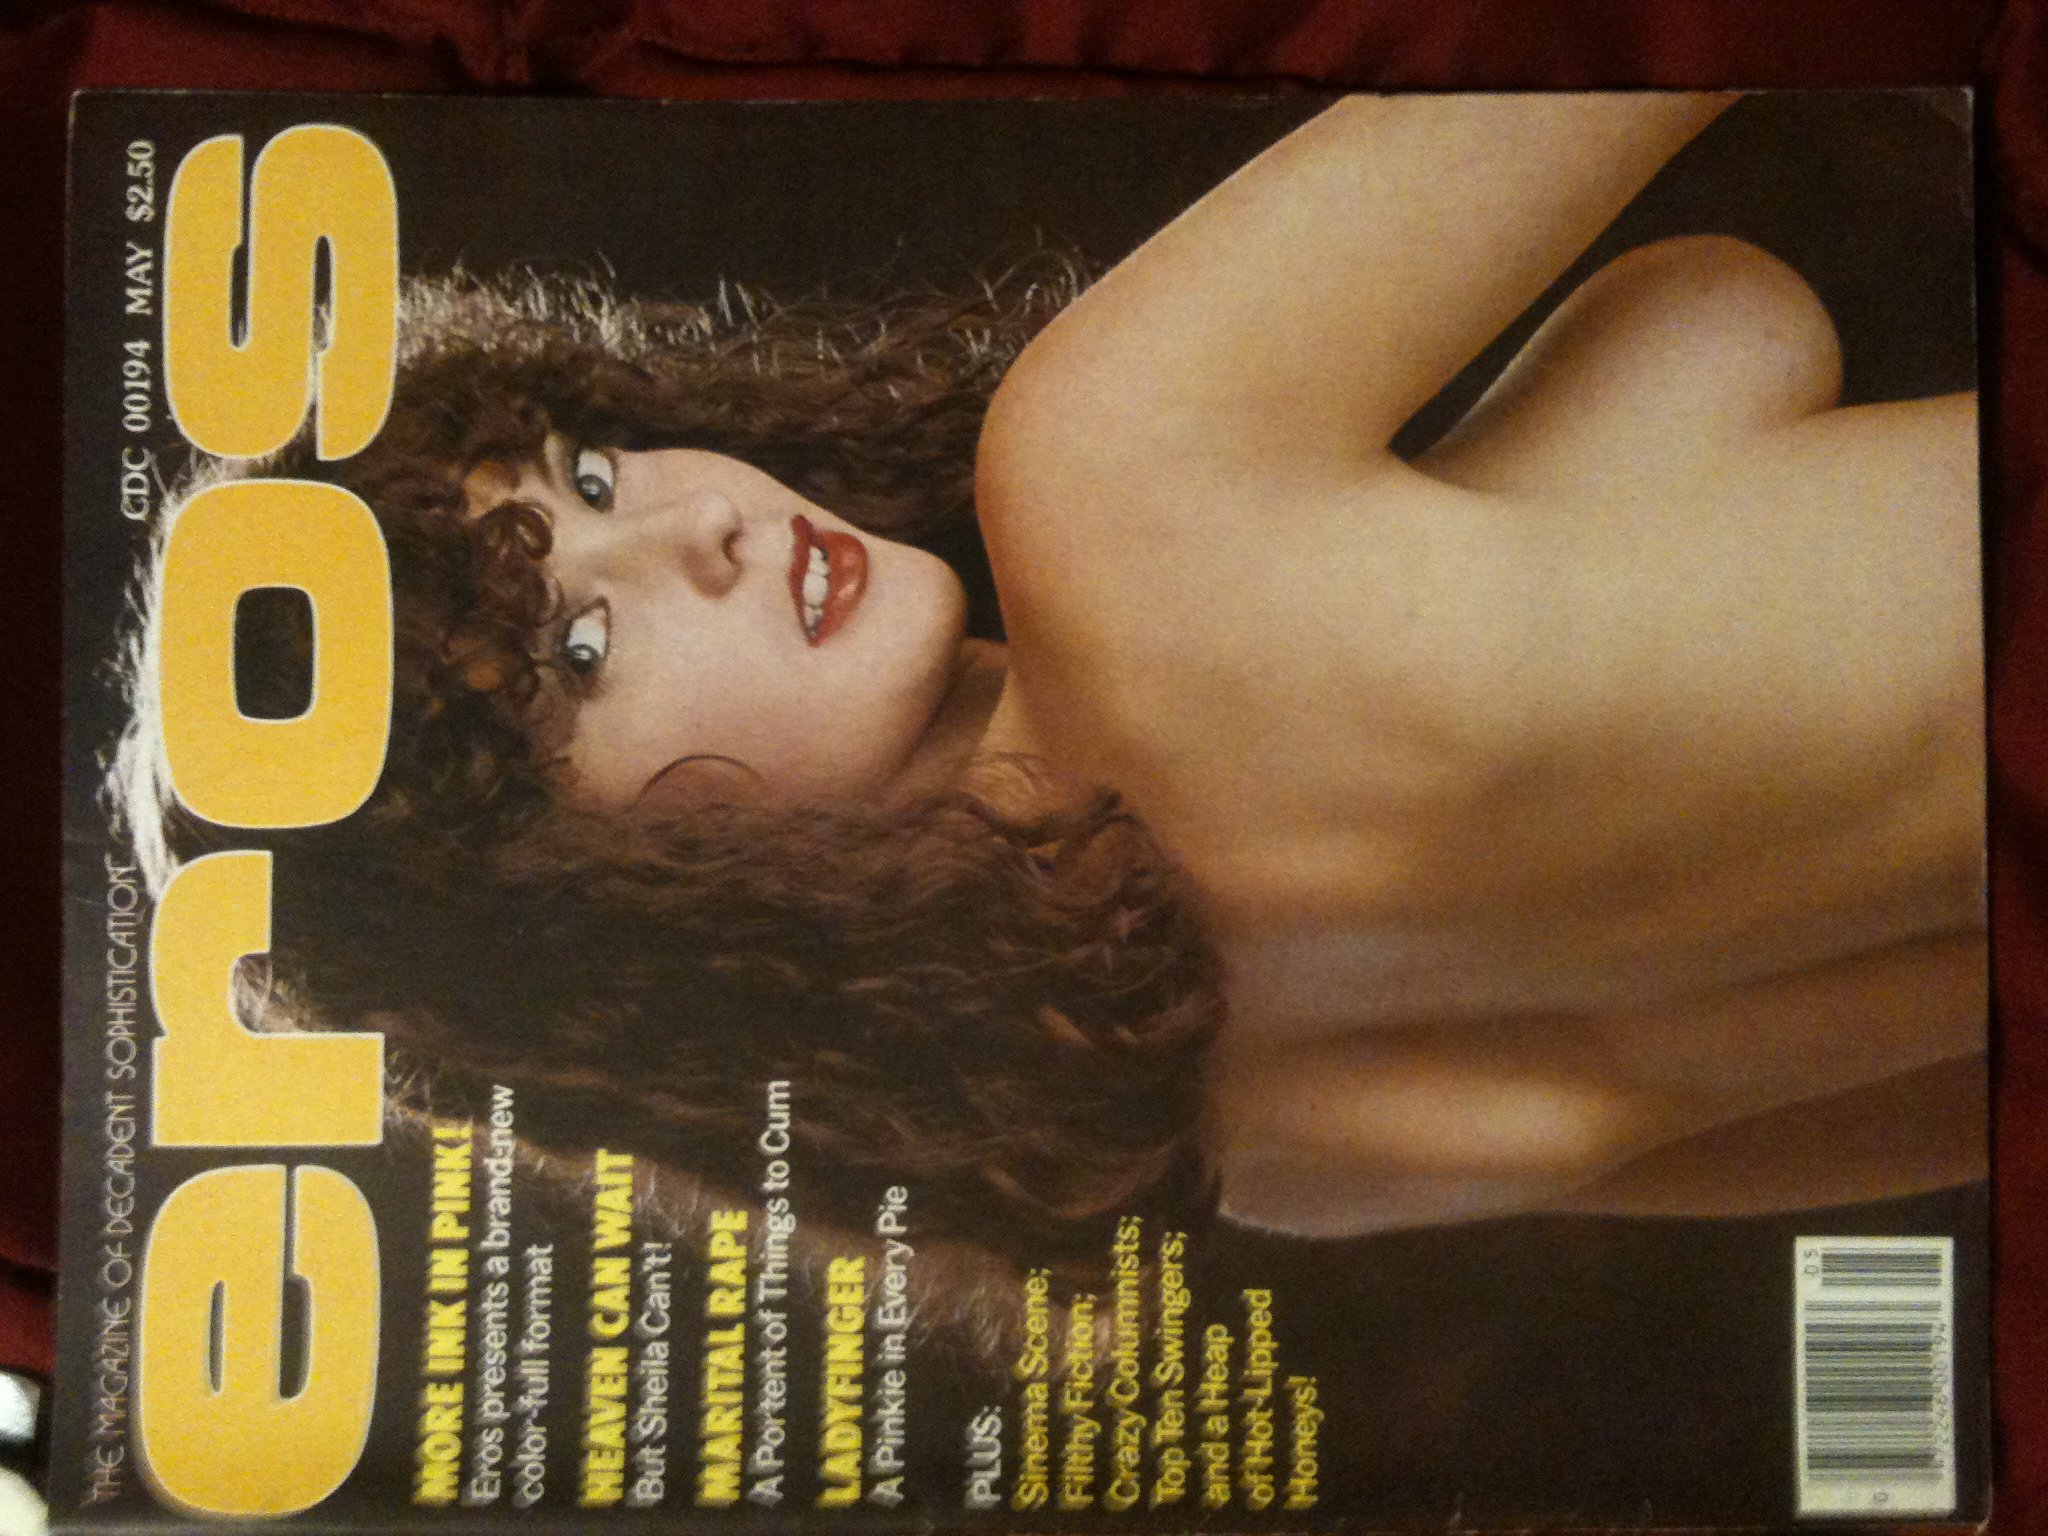 THE MAGAZINE OF DECADENT SOPHISTICATION
CDC 00194 MAY $2.50
eros
MORE INK IN PINK!
Eros presents a brand-new
color-full format
HEAVEN CAN WAIT
But Sheila Can't!
MARITAL RAPE
A Portent of Things to Cum
LADYFINGER
A Pinkie in Every Pie
PLUS:
Sinema Scene;
Filthy Fiction;
Crazy Columnists;
Top Ten Swingers;
and a Heap
of Hot-Lipped
Honeys!
05
0